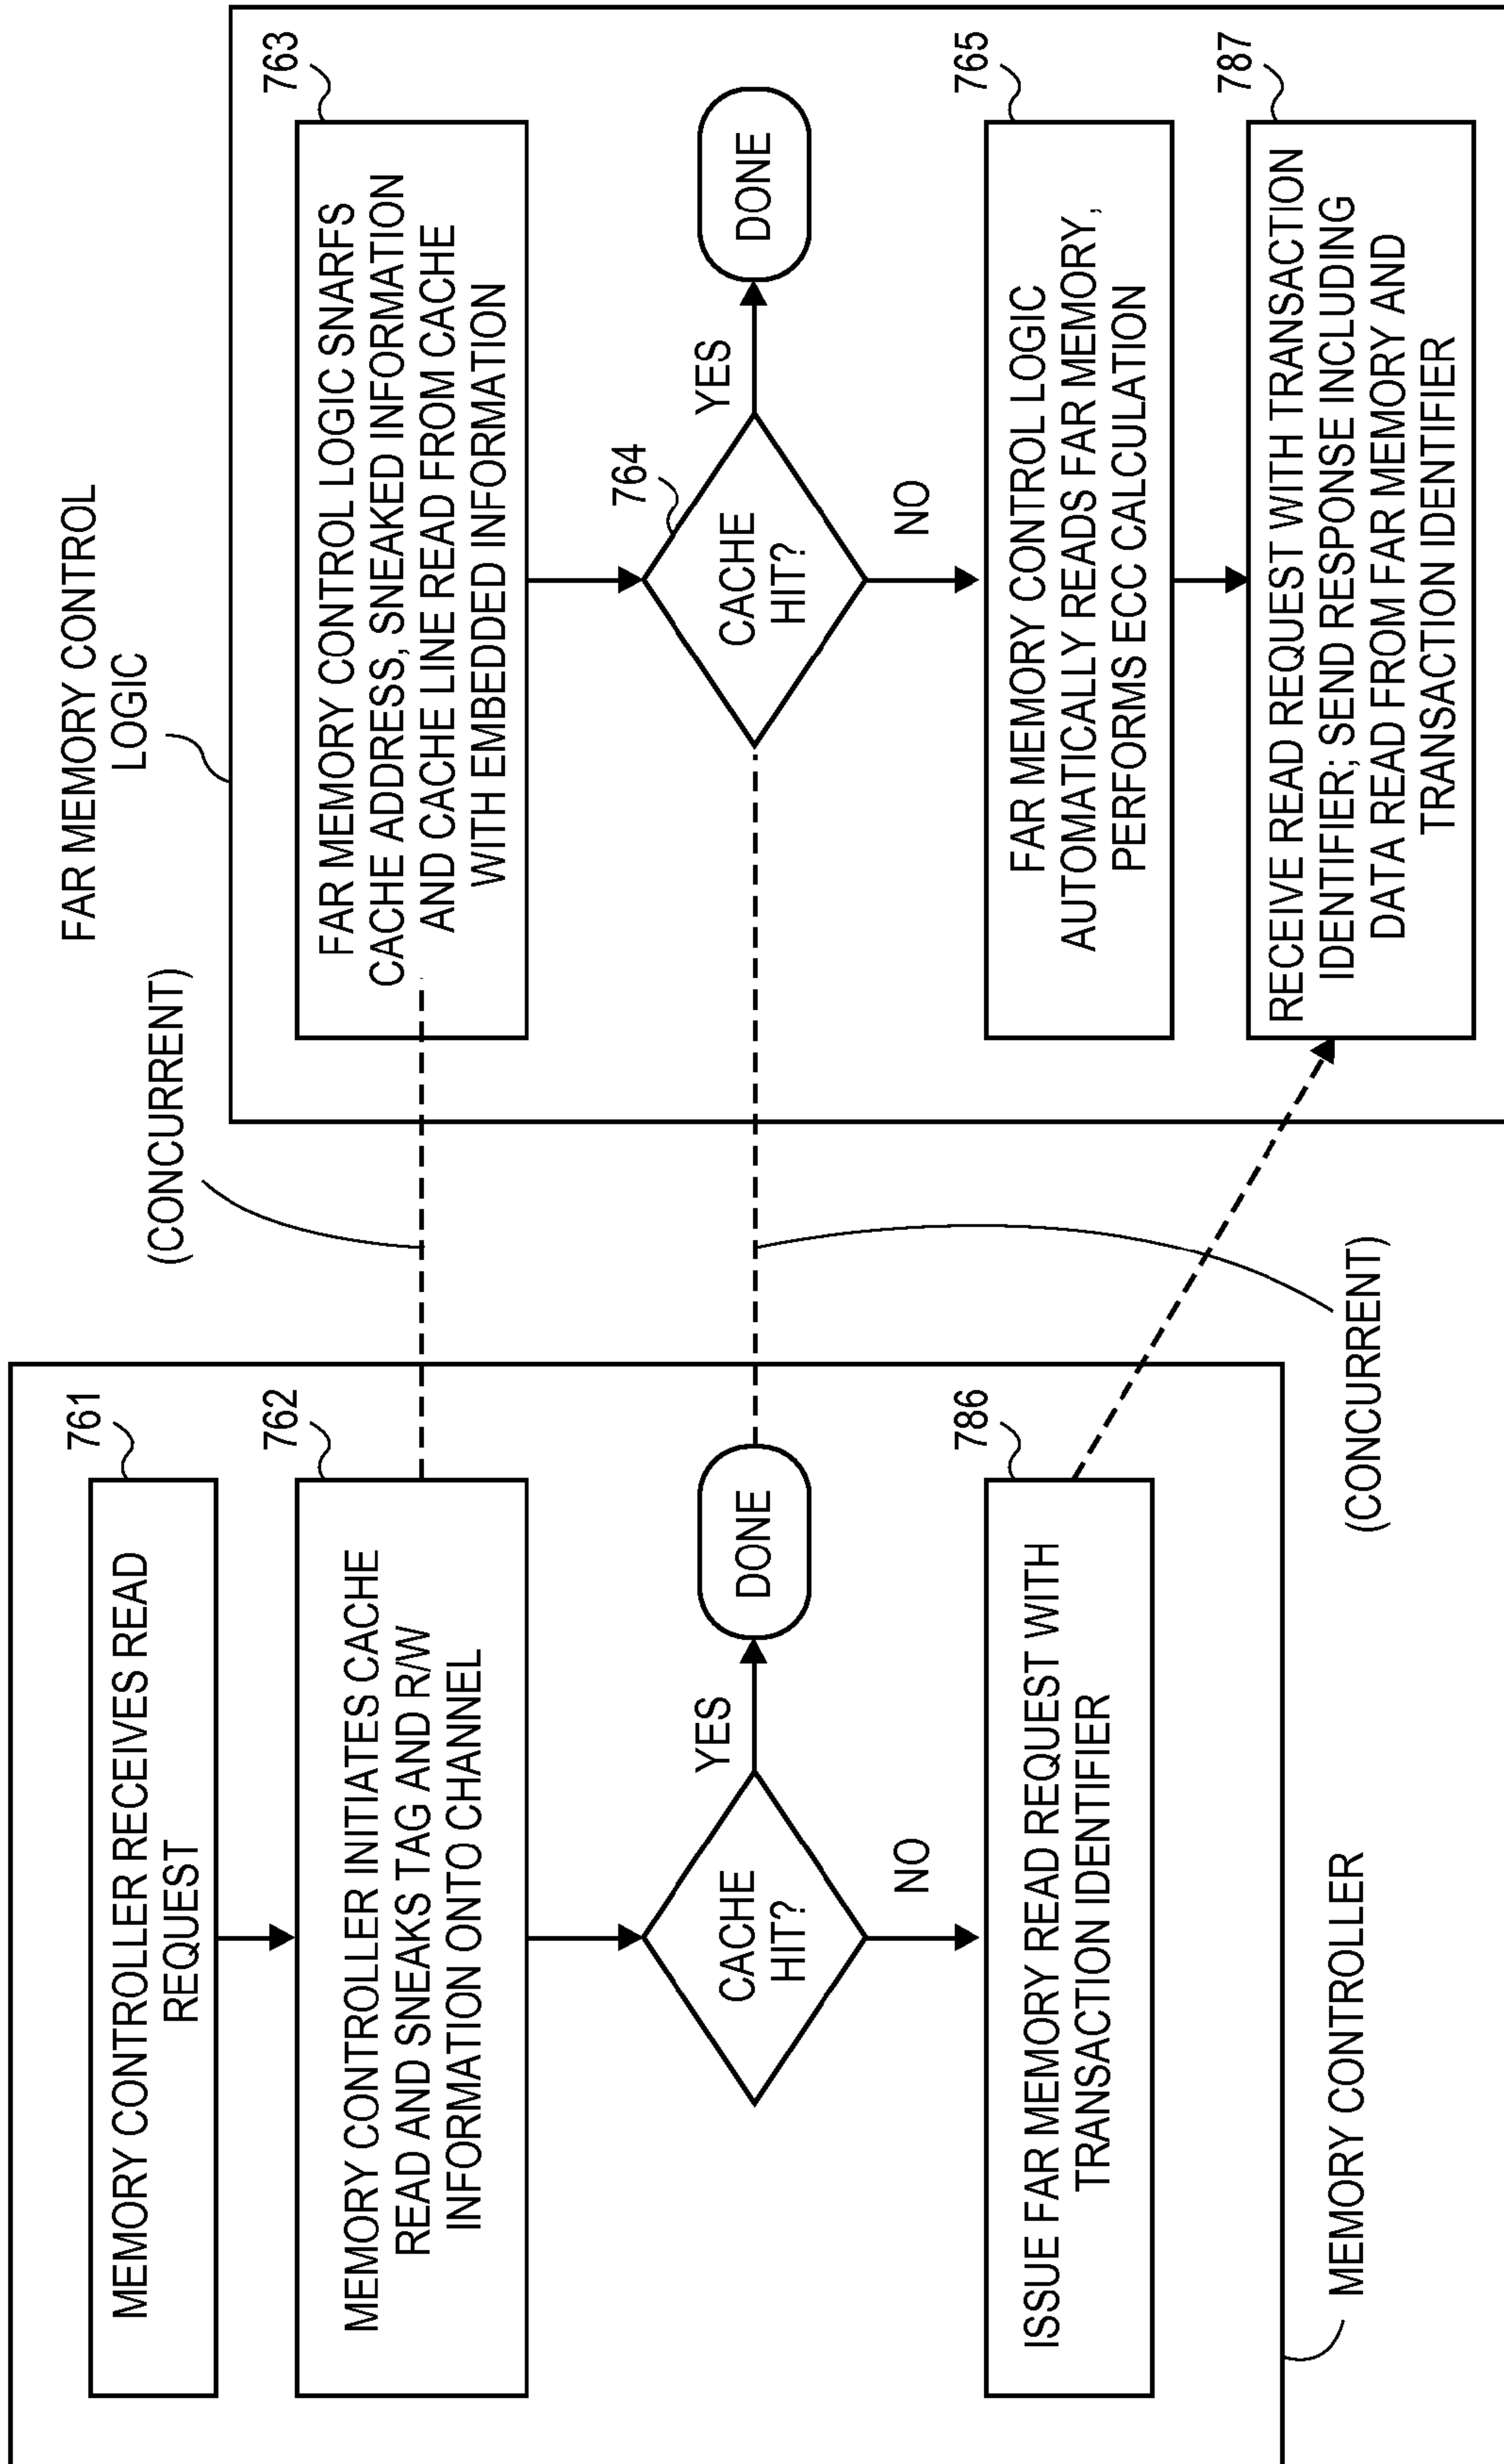 761
MEMORY CONTROLLER RECEIVES READ
REQUEST
762
MEMORY CONTROLLER INITIATES CACHE
READ AND SNEAKS TAG AND R/W
INFORMATION ONTO CHANNEL
CACHE
HIT?
YES
DONE
NO
786
ISSUE FAR MEMORY READ REQUEST WITH
TRANSACTION IDENTIFIER
MEMORY CONTROLLER
(CONCURRENT)
(CONCURRENT)
FAR MEMORY CONTROL
LOGIC
763
FAR MEMORY CONTROL LOGIC SNARFS
CACHE ADDRESS, SNEAKED INFORMATION
AND CACHE LINE READ FROM CACHE
WITH EMBEDDED INFORMATION
764
CACHE
HIT?
YES
DONE
NO
765
FAR MEMORY CONTROL LOGIC
AUTOMATICALLY READS FAR MEMORY,
PERFORMS ECC CALCULATION
787
RECEIVE READ REQUEST WITH TRANSACTION
IDENTIFIER; SEND RESPONSE INCLUDING
DATA READ FROM FAR MEMORY AND
TRANSACTION IDENTIFIER